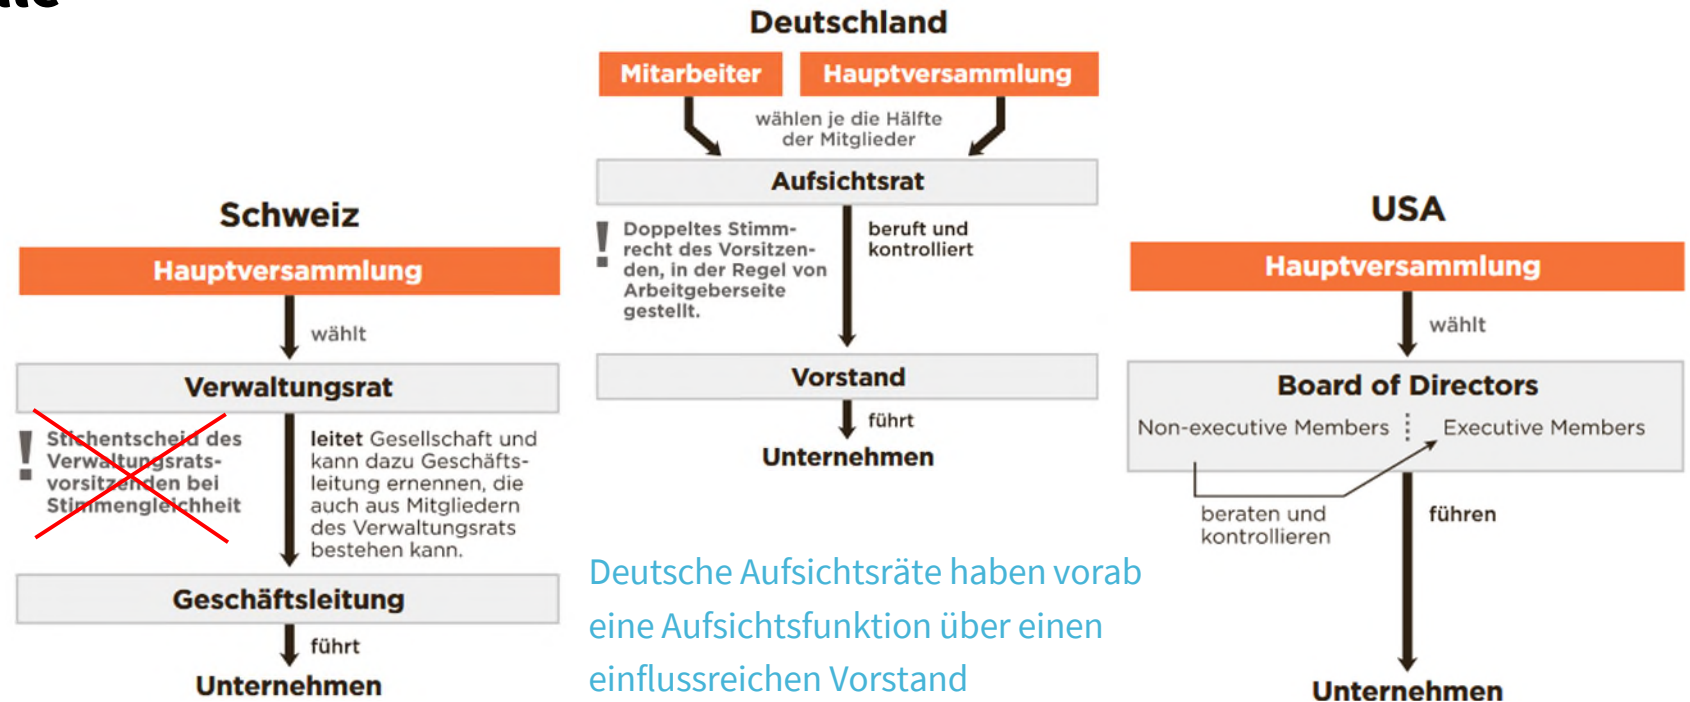 Schweiz
Hauptversammlung
wählt
Verwaltungsrat
! Stichentscheid des
Verwaltungsrats-
vorsitzenden bei
Stimmengleichheit
leitet Gesellschaft und
kann dazu Geschäfts-
leitung ernennen, die
auch aus Mitgliedern
des Verwaltungsrats
bestehen kann.
Geschäftsleitung
führt
Unternehmen
Deutschland
Mitarbeiter
Hauptversammlung
wählen je die Hälfte
der Mitglieder
Aufsichtsrat
! Doppeltes Stimm-
recht des Vorsitzen-
den, in der Regel von
Arbeitgeberseite
gestellt.
beruft und
kontrolliert
Vorstand
führt
Unternehmen
Deutsche Aufsichtsräte haben vorab
eine Aufsichtsfunktion über einen
einflussreichen Vorstand
USA
Hauptversammlung
wählt
Board of Directors
Non-executive Members
Executive Members
beraten und
kontrollieren
führen
Unternehmen